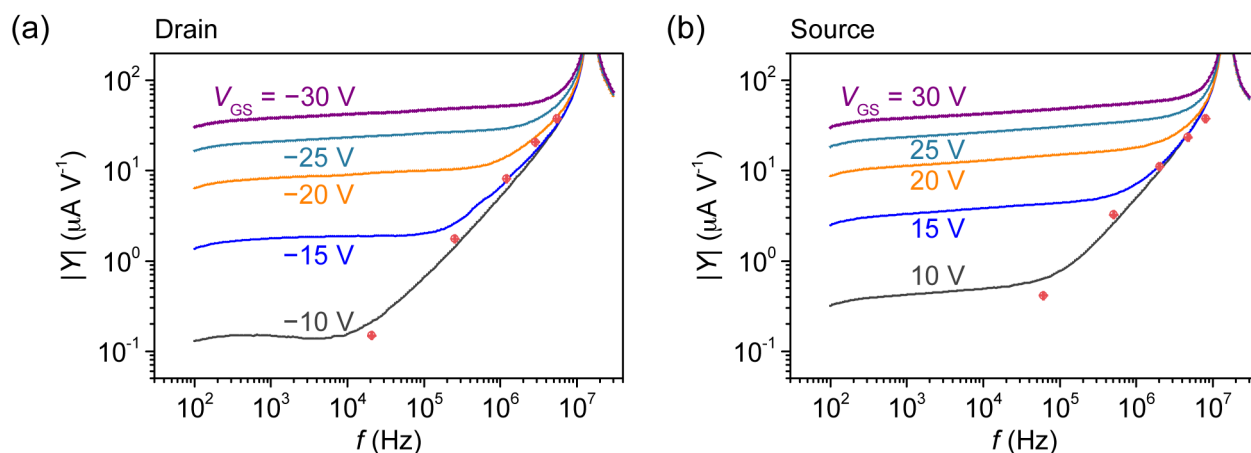 (a) Drain
|Y| (μA V⁻¹)
10²
10¹
10⁰
10⁻¹
V_GS = −30 V
−25 V
−20 V
−15 V
−10 V
10² 10³ 10⁴ 10⁵ 10⁶ 10⁷
f (Hz)
(b) Source
|Y| (μA V⁻¹)
10²
10¹
10⁰
10⁻¹
V_GS = 30 V
25 V
20 V
15 V
10 V
10² 10³ 10⁴ 10⁵ 10⁶ 10⁷
f (Hz)